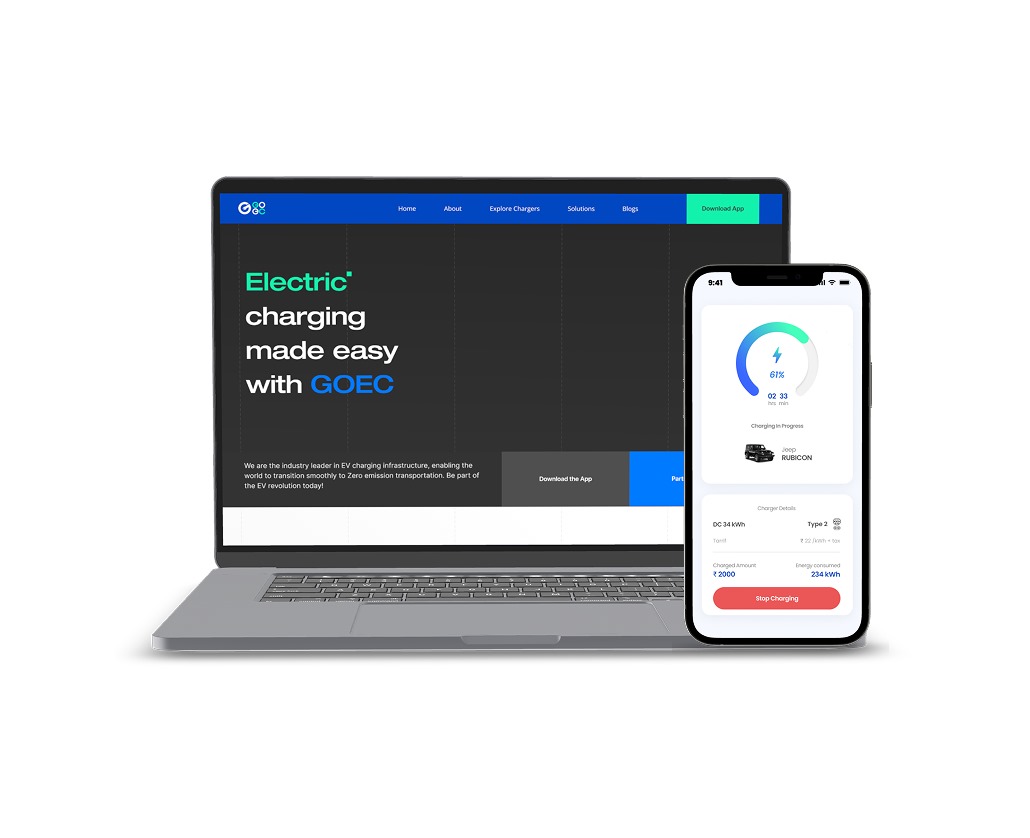 GO
EC
Home
About
Explore Chargers
Solutions
Blogs
Download App
Electric
charging
made easy
with GOEC
We are the industry leader in EV charging infrastructure, enabling the
world to transition smoothly to Zero emission transportation. Be part of
the EV revolution today!
Download the App
9:41
61%
02 33
hrs min
Charging In Progress
Jeep
RUBICON
Charger Details
DC 34 kWh
Type 2
Tariff
₹ 22 /kWh + tax
Charged Amount
Energy consumed
₹ 2000
234 kWh
Stop Charging